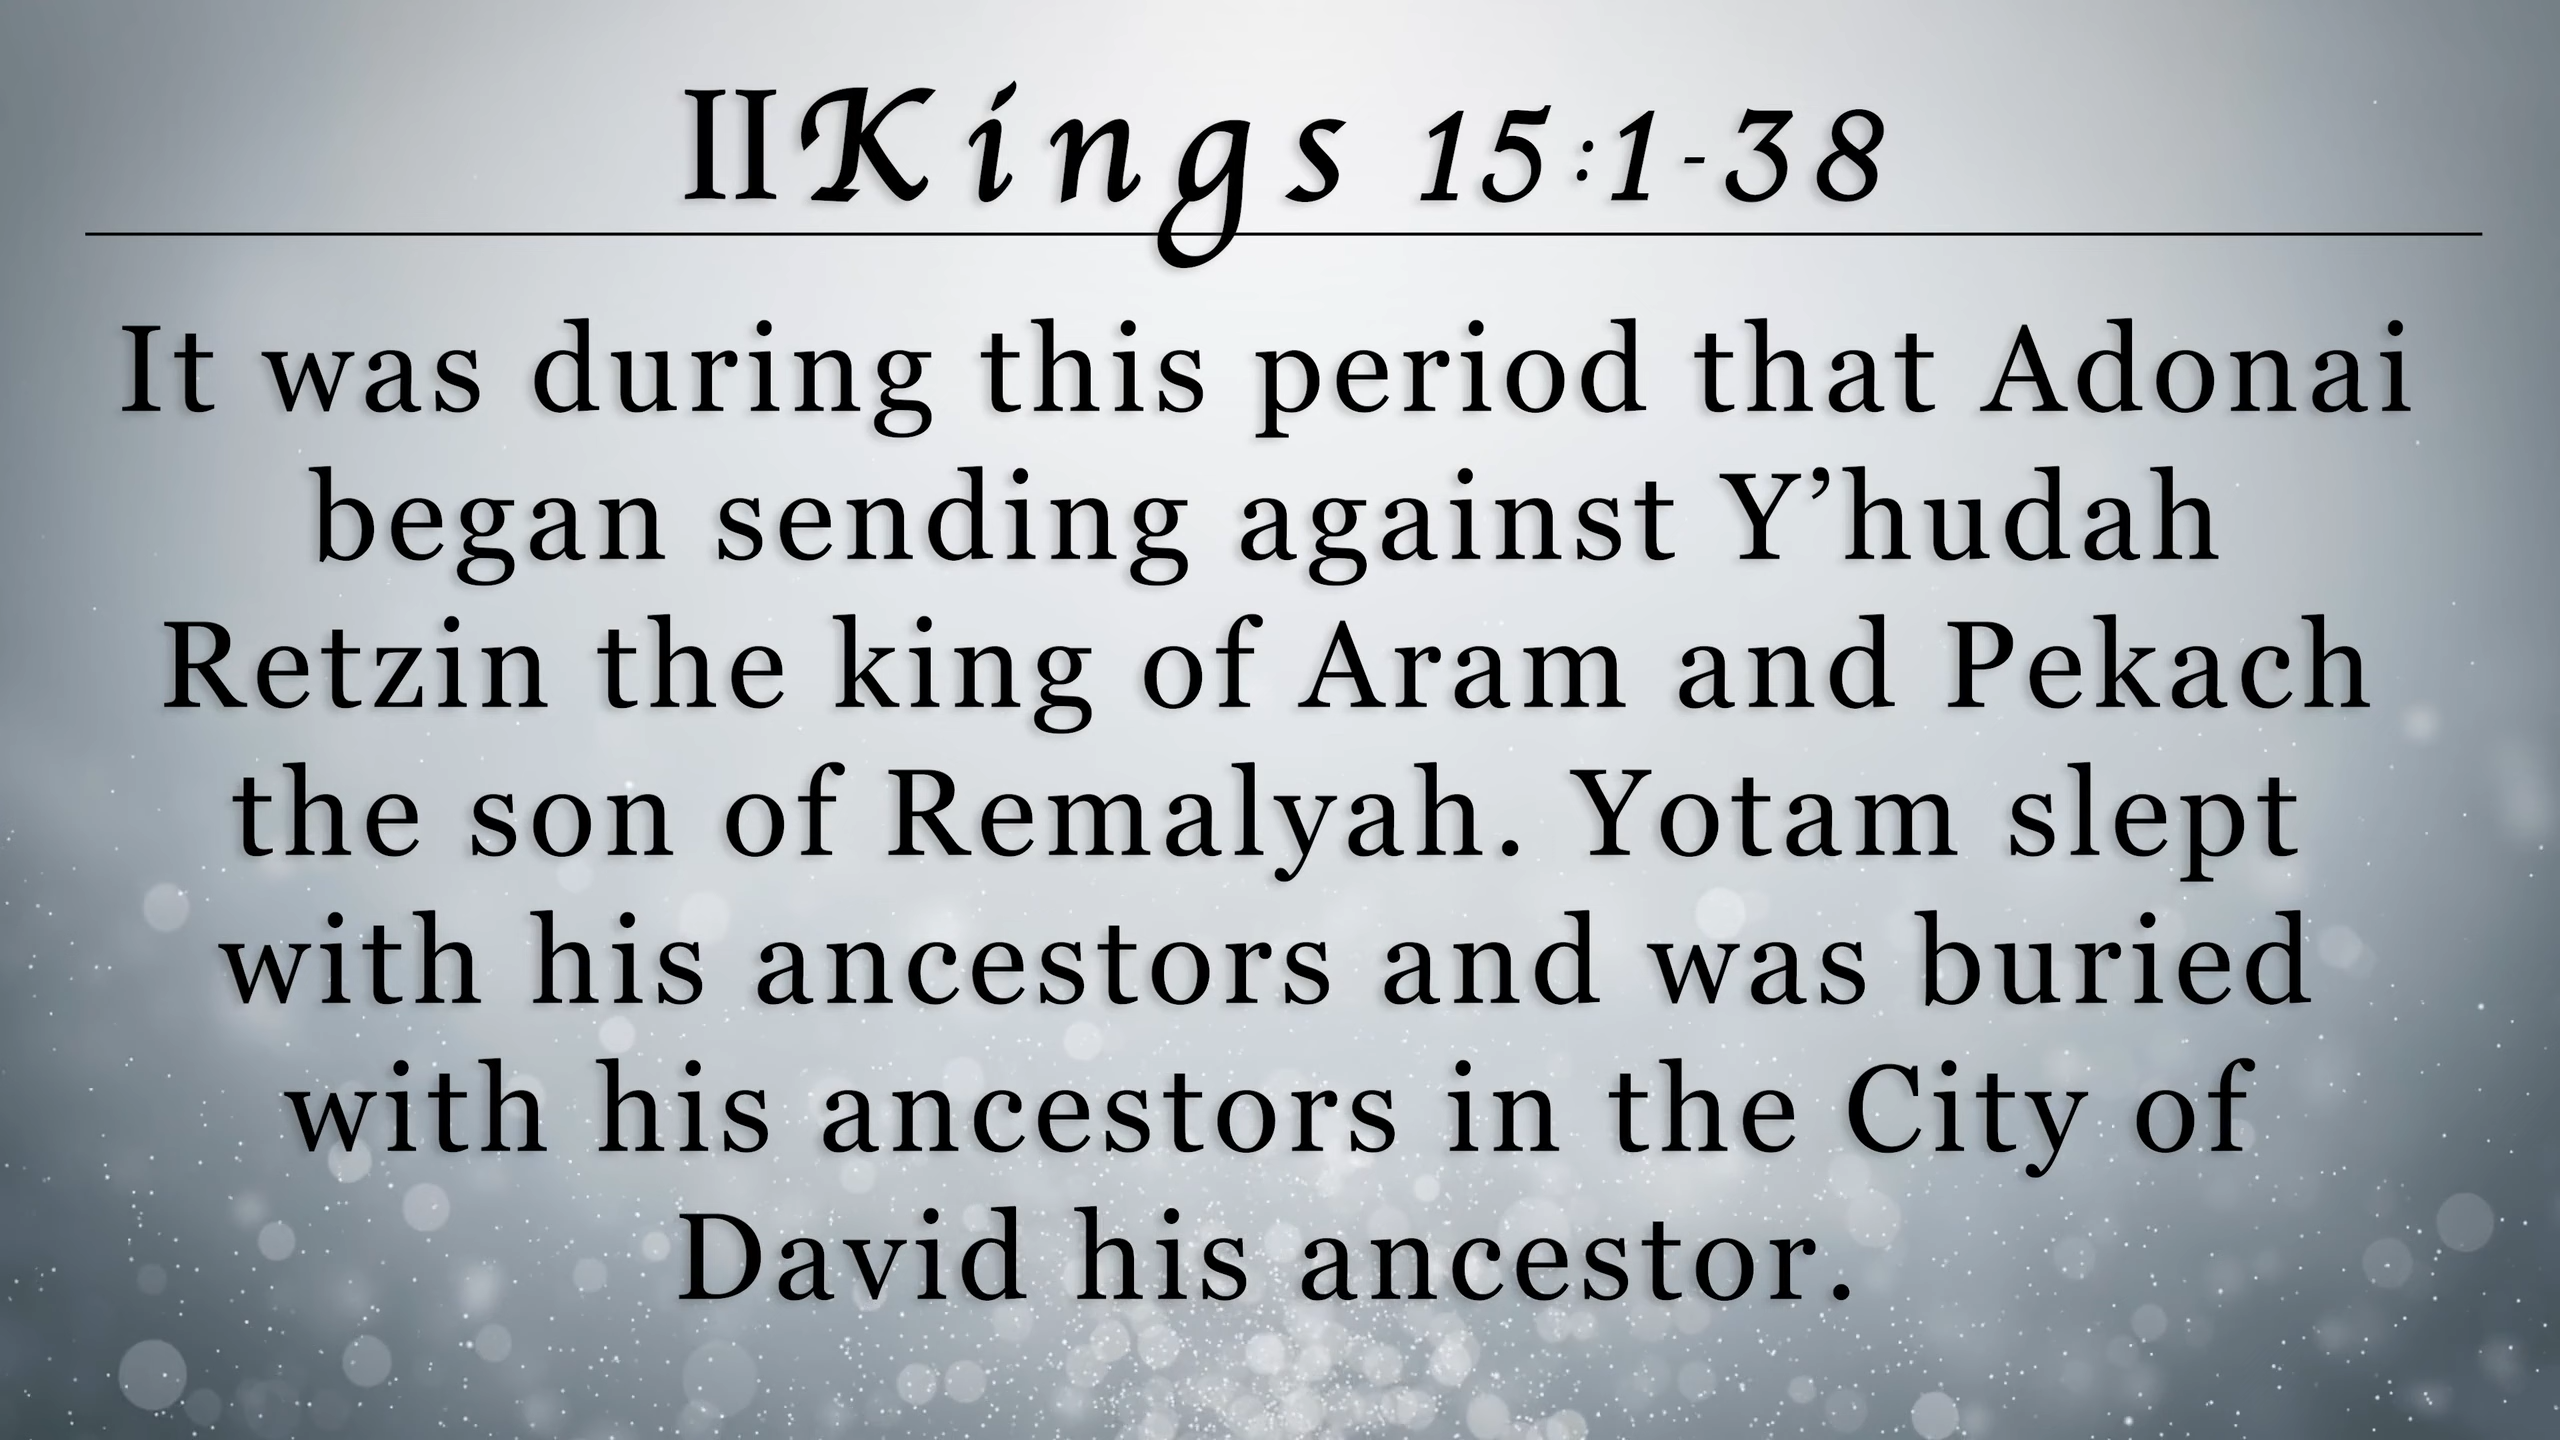 II Kings 15:1-38
It was during this period that Adonai
began sending against Y’hudah
Retzin the king of Aram and Pekach
the son of Remalyah. Yotam slept
with his ancestors and was buried
with his ancestors in the City of
David his ancestor.